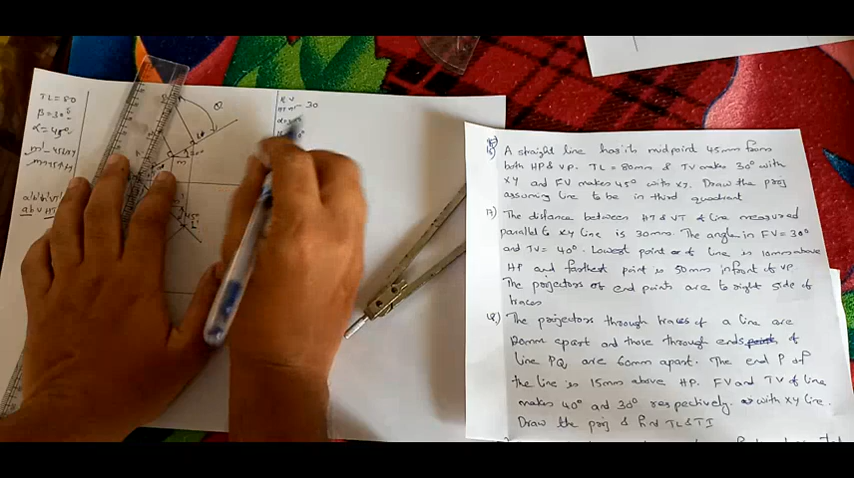 TL = 80
β = 30°
30
16) A straight line has its midpoint 45mm from
both HP & VP. TL = 80mm & TV makes 30° with
XY and FV makes 45° with XY. Draw the proj
assuming line to be in third quadrant
17) The distance between HT & VT of line measured
parallel to XY line is 30mm. The angle in FV = 30°
and TV = 40°. Lowest point of line is 10mm above
HP and farthest point is 50mm infront of VP
The projectors of end points are to right side of
traces
18) The projectors through traces of a line are
apart and those through ends of
line PQ are 60mm apart. The end P of
the line is 15mm above HP. FV and TV of line
makes 40° and 30° respectively with XY line.
Draw the proj & find TL & TI